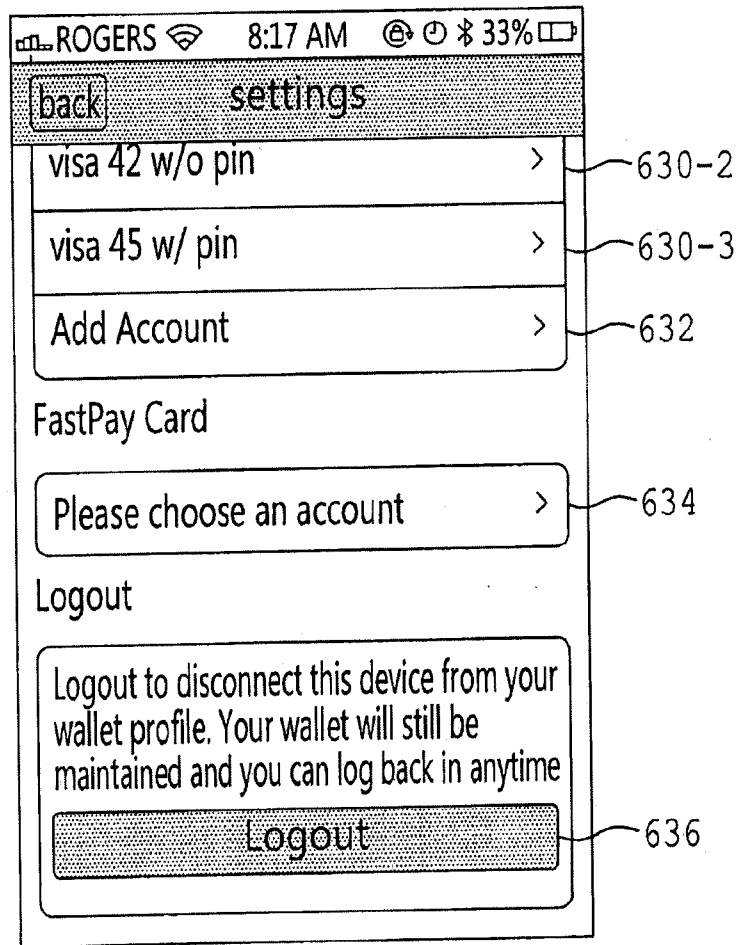 ROGERS 8:17 AM 33%
back settings
visa 42 w/o pin > 630-2
visa 45 w/ pin > 630-3
Add Account > 632
FastPay Card
Please choose an account > 634
Logout
Logout to disconnect this device from your
wallet profile. Your wallet will still be
maintained and you can log back in anytime
Logout 636